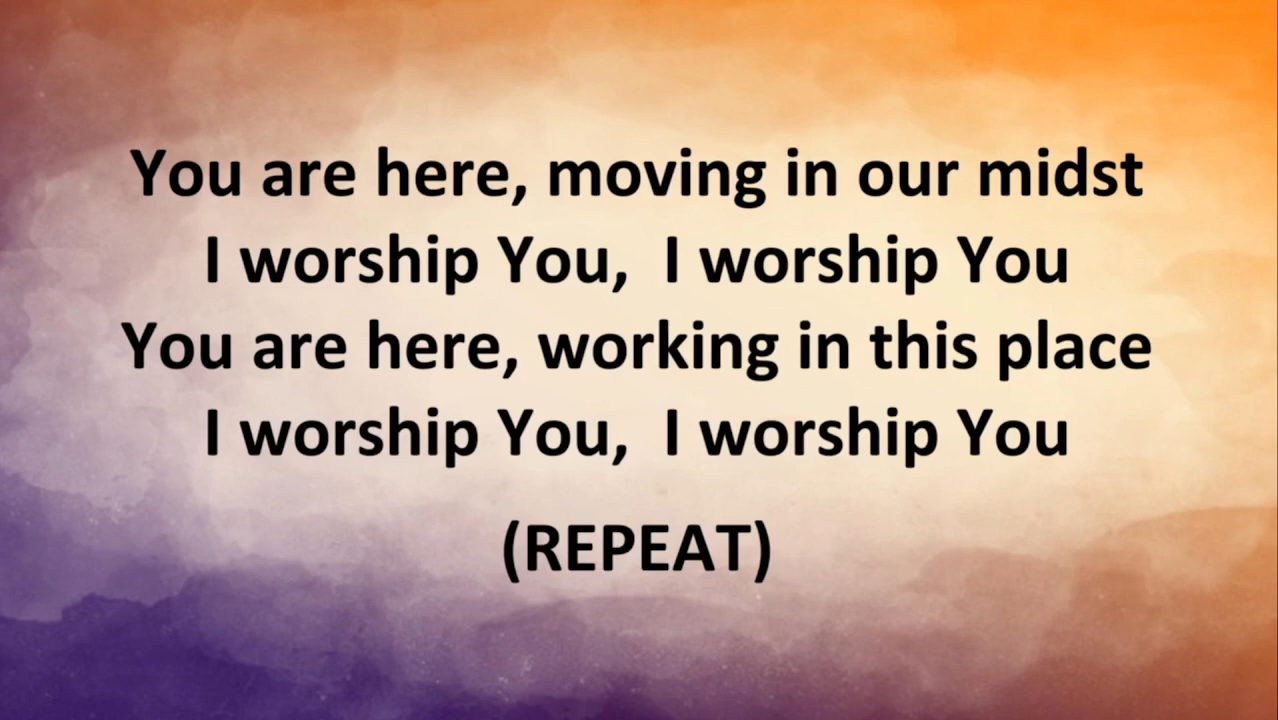 You are here, moving in our midst
I worship You,  I worship You
You are here, working in this place
I worship You,  I worship You
(REPEAT)